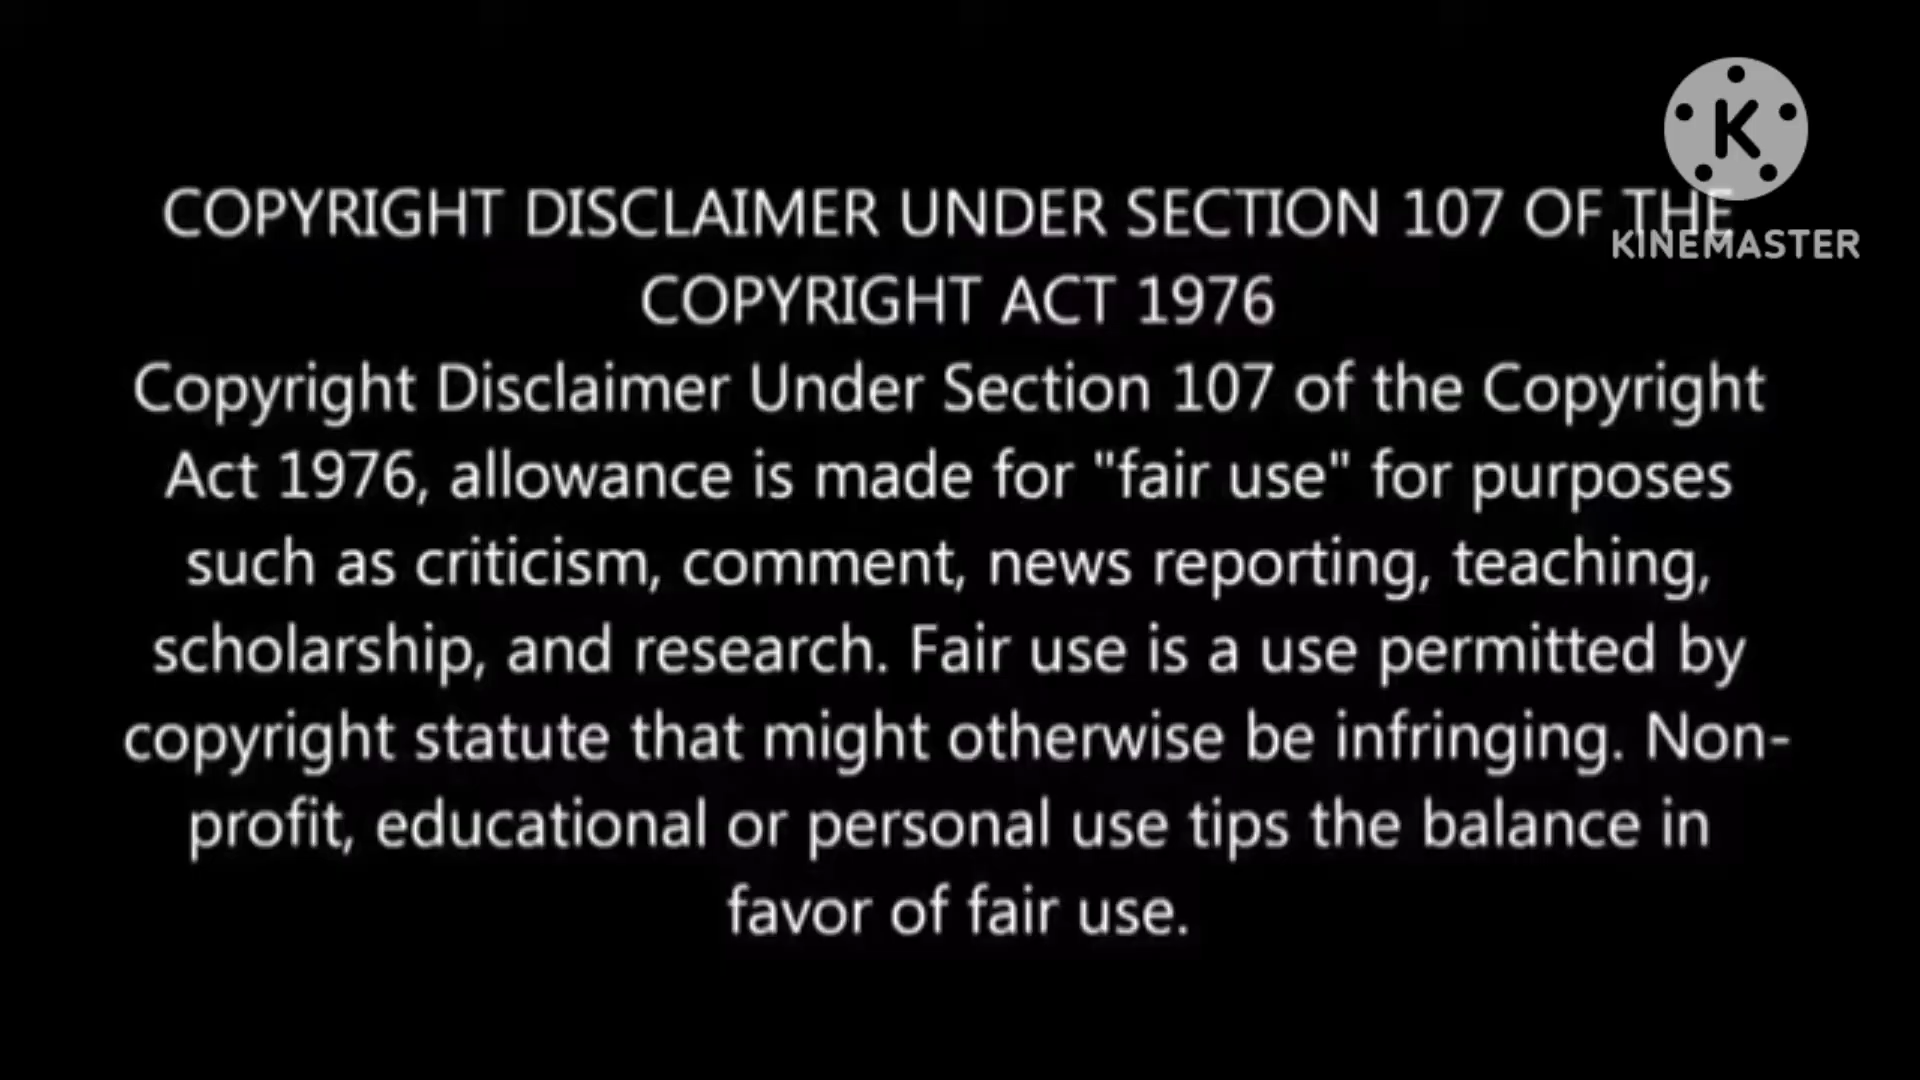 K
COPYRIGHT DISCLAIMER UNDER SECTION 107 OF THE
KINEMASTER
COPYRIGHT ACT 1976
Copyright Disclaimer Under Section 107 of the Copyright
Act 1976, allowance is made for "fair use" for purposes
such as criticism, comment, news reporting, teaching,
scholarship, and research. Fair use is a use permitted by
copyright statute that might otherwise be infringing. Non-
profit, educational or personal use tips the balance in
favor of fair use.